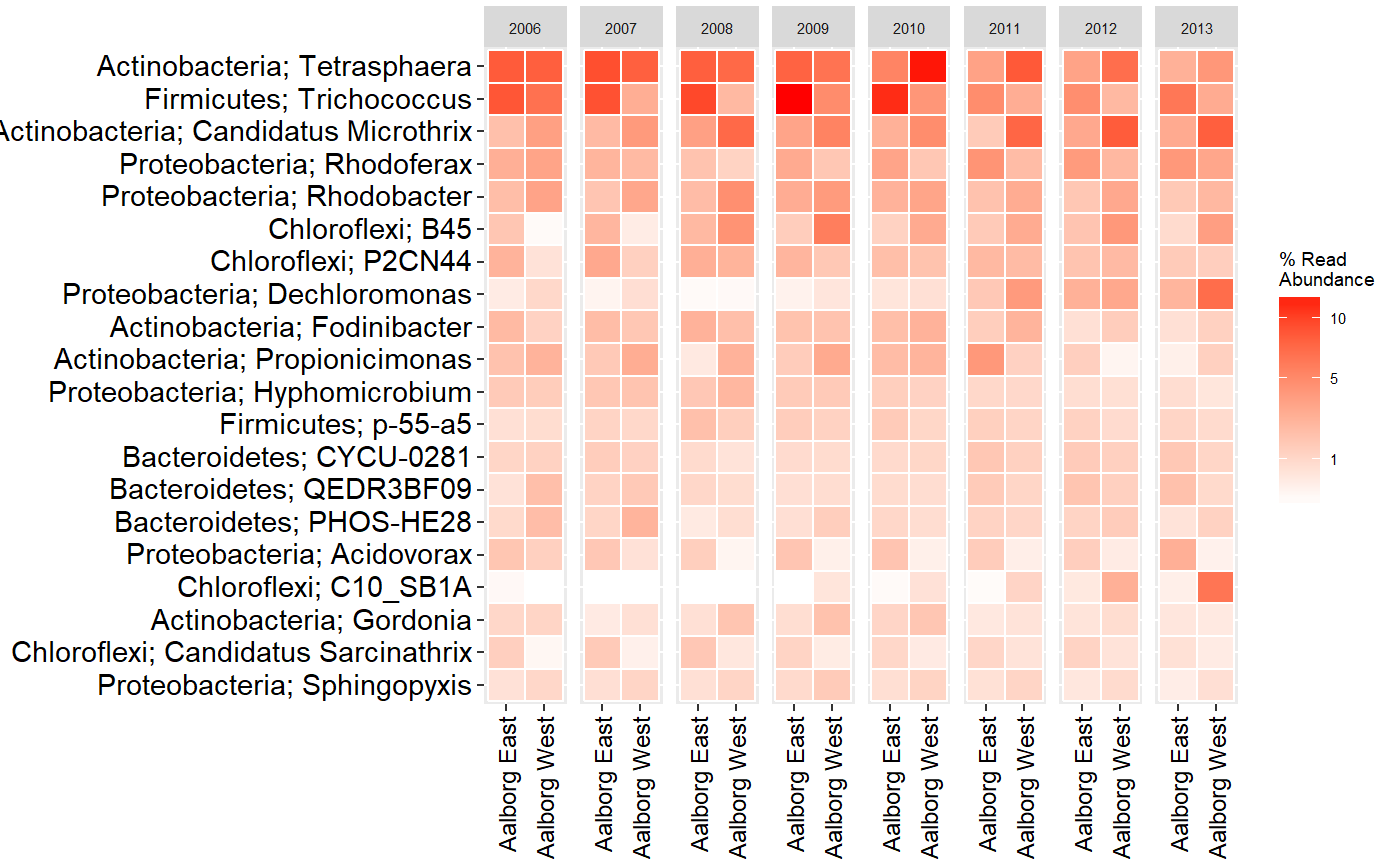 2006 2007 2008 2009 2010 2011 2012 2013
Actinobacteria; Tetrasphaera
Firmicutes; Trichococcus
Actinobacteria; Candidatus Microthrix
Proteobacteria; Rhodoferax
Proteobacteria; Rhodobacter
Chloroflexi; B45
Chloroflexi; P2CN44
Proteobacteria; Dechloromonas
Actinobacteria; Fodinibacter
Actinobacteria; Propionicimonas
Proteobacteria; Hyphomicrobium
Firmicutes; p-55-a5
Bacteroidetes; CYCU-0281
Bacteroidetes; QEDR3BF09
Bacteroidetes; PHOS-HE28
Proteobacteria; Acidovorax
Chloroflexi; C10_SB1A
Actinobacteria; Gordonia
Chloroflexi; Candidatus Sarcinathrix
Proteobacteria; Sphingopyxis
Aalborg East
Aalborg West
Aalborg East
Aalborg West
Aalborg East
Aalborg West
Aalborg East
Aalborg West
Aalborg East
Aalborg West
Aalborg East
Aalborg West
Aalborg East
Aalborg West
Aalborg East
Aalborg West
% Read
Abundance
10
5
1